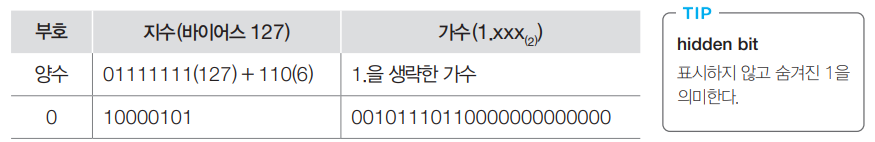 부호 지수(바이어스 127) 가수(1.xxx(2))
양수 01111111(127) + 110(6) 1.을 생략한 가수
0 10000101 00101110110000000000000
TIP
hidden bit
표시하지 않고 숨겨진 1을
의미한다.